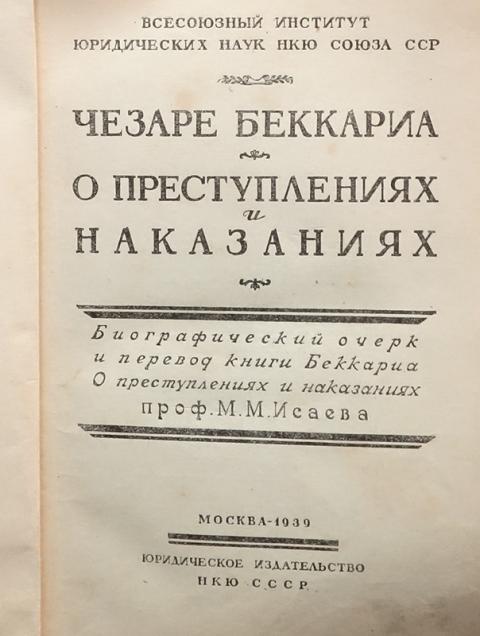 ВСЕСОЮЗНЫЙ ИНСТИТУТ
ЮРИДИЧЕСКИХ НАУК НКЮ СОЮЗА ССР
ЧЕЗАРЕ БЕККАРИА
О ПРЕСТУПЛЕНИЯХ
и
НАКАЗАНИЯХ
Биографический очерк
и перевод книги Беккариа
О преступлениях и наказаниях
проф. М. М. Исаева
МОСКВА-1939
ЮРИДИЧЕСКОЕ ИЗДАТЕЛЬСТВО
НКЮ СССР